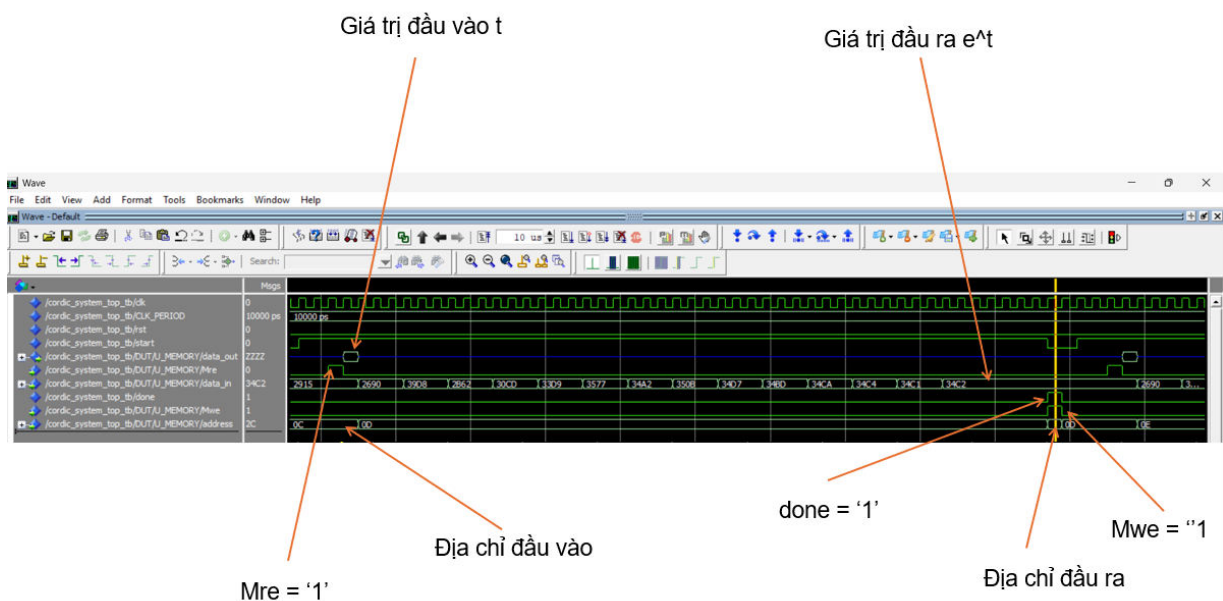 Giá trị đầu vào t
Giá trị đầu ra e^t
Wave
File Edit View Add Format Tools Bookmarks Window Help
Wave - Default
10 us
Search:
Msgs
/cordic_system_top_tb/clk 0
/cordic_system_top_tb/CLK_PERIOD 10000 ps 10000 ps
/cordic_system_top_tb/rst 0
/cordic_system_top_tb/start 0
/cordic_system_top_tb/DUT/U_MEMORY/data_out ZZZZ
/cordic_system_top_tb/DUT/U_MEMORY/Mre 0
/cordic_system_top_tb/DUT/U_MEMORY/data_in 34C2 2915 2690 39D8 2B62 30CD 33D9 3577 34A2 350B 34D7 34BD 34CA 34C4 34C1 34C2 2690 3...
/cordic_system_top_tb/done 1
/cordic_system_top_tb/DUT/U_MEMORY/Mwe 1
/cordic_system_top_tb/DUT/U_MEMORY/address 2C 0C 0D 0D 0E
done = ‘1’
Mwe = ‘’1
Địa chỉ đầu vào
Địa chỉ đầu ra
Mre = ‘1’